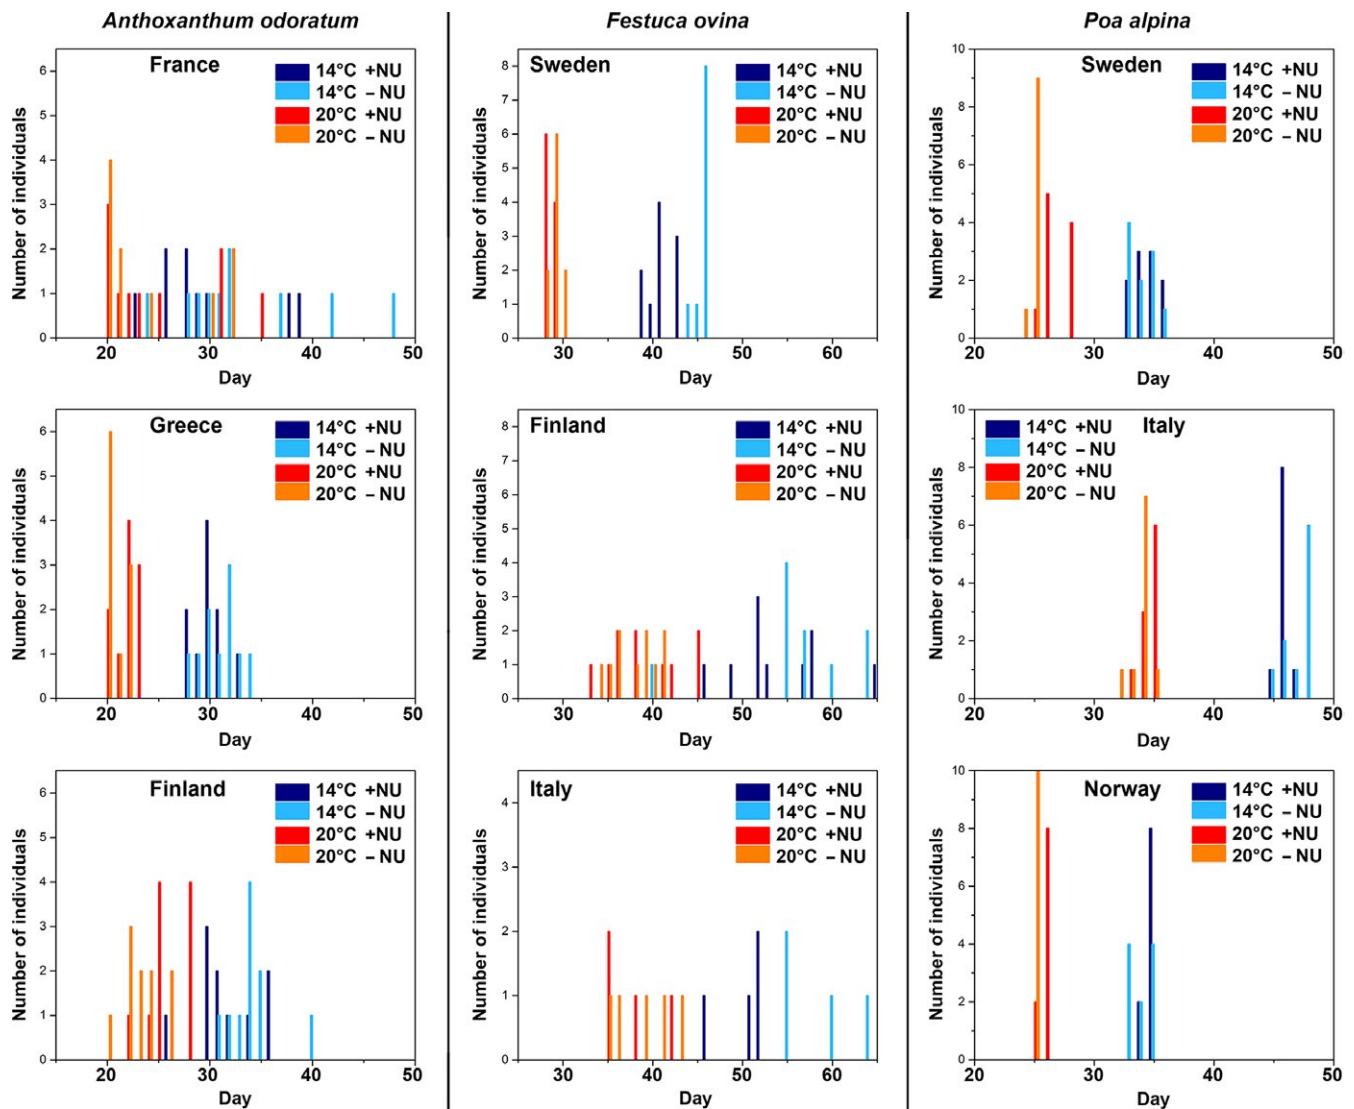 Anthoxanthum odoratum
Festuca ovina
Poa alpina
France
14°C +NU
14°C – NU
20°C +NU
20°C – NU
Number of individuals
6
5
4
3
2
1
0
20 30 40 50
Day
Sweden
14°C +NU
14°C – NU
20°C +NU
20°C – NU
Number of individuals
8
7
6
5
4
3
2
1
0
30 40 50 60
Day
Sweden
14°C +NU
14°C – NU
20°C +NU
20°C – NU
Number of individuals
10
8
6
4
2
0
20 30 40 50
Day
Greece
14°C +NU
14°C – NU
20°C +NU
20°C – NU
Number of individuals
6
5
4
3
2
1
0
20 30 40 50
Day
Finland
14°C +NU
14°C – NU
20°C +NU
20°C – NU
Number of individuals
8
7
6
5
4
3
2
1
0
30 40 50 60
Day
Italy
14°C +NU
14°C – NU
20°C +NU
20°C – NU
Number of individuals
10
8
6
4
2
0
20 30 40 50
Day
Finland
14°C +NU
14°C – NU
20°C +NU
20°C – NU
Number of individuals
6
5
4
3
2
1
0
20 30 40 50
Day
Italy
14°C +NU
14°C – NU
20°C +NU
20°C – NU
Number of individuals
4
3
2
1
0
30 40 50 60
Day
Norway
14°C +NU
14°C – NU
20°C +NU
20°C – NU
Number of individuals
10
8
6
4
2
0
20 30 40 50
Day